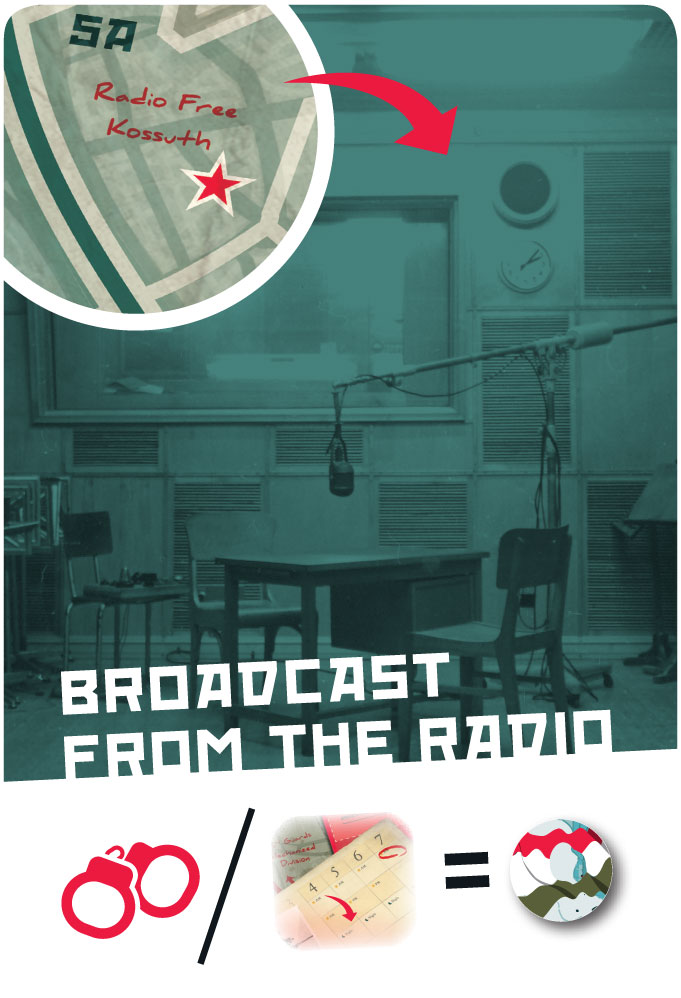 5A
Radio Free
Kossuth
BROADCAST
FROM THE RADIO
Guards
Division
4 5 6 7